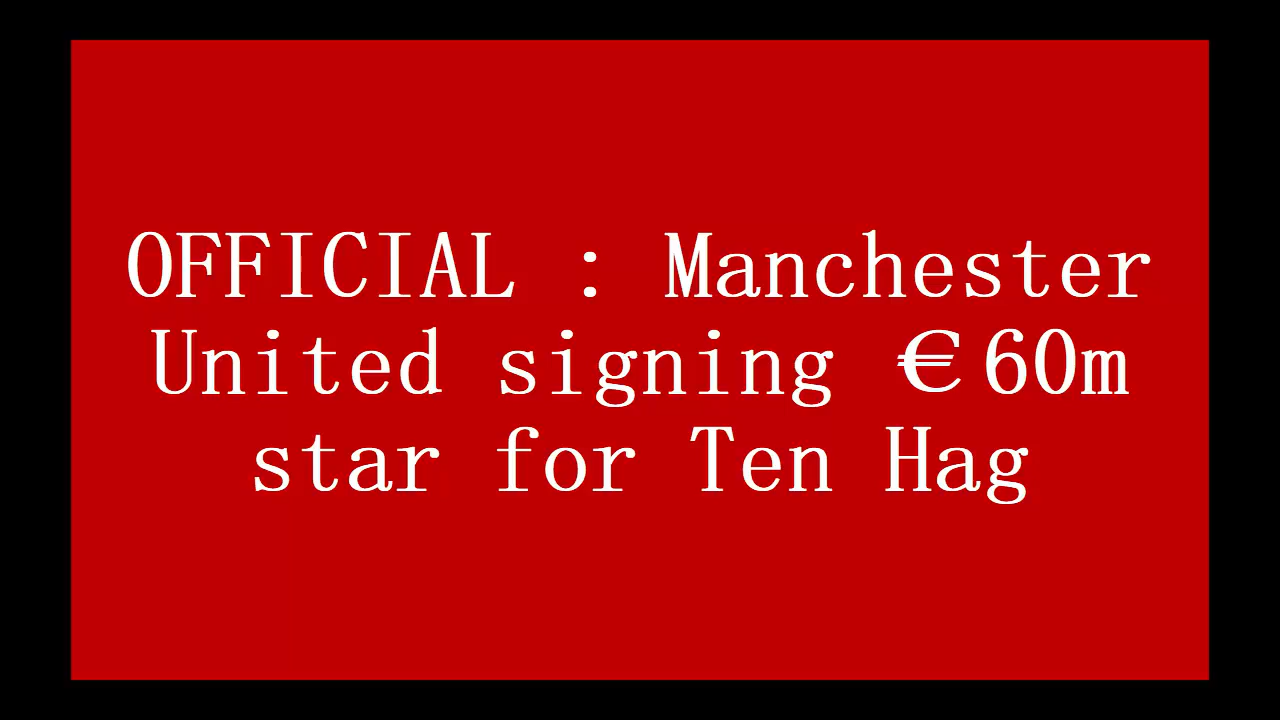 OFFICIAL : Manchester
United signing €60m
star for Ten Hag